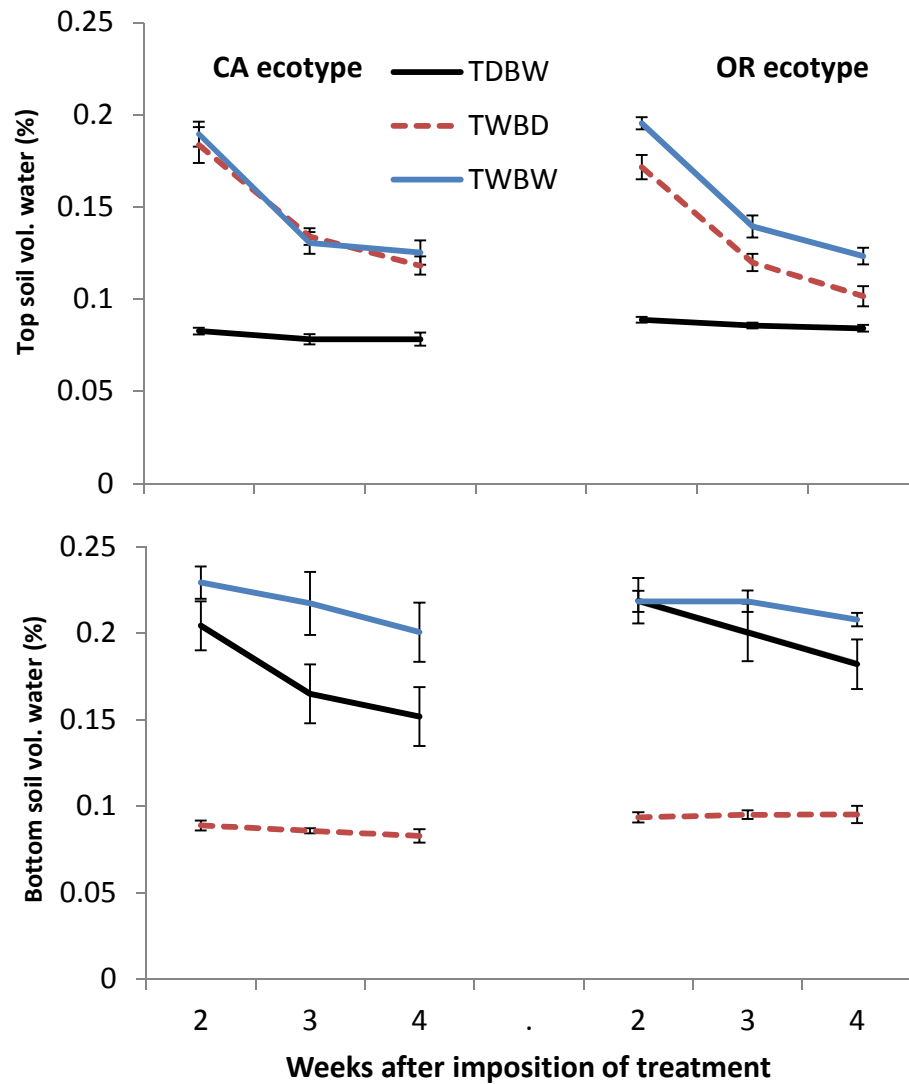 0.25
CA ecotype
TDBW
OR ecotype
0.2
TWBD
TWBW
0.15
0.1
0.05
0
Top soil vol. water (%)
0.25
0.2
0.15
0.1
0.05
0
Bottom soil vol. water (%)
2 3 4 . 2 3 4
Weeks after imposition of treatment